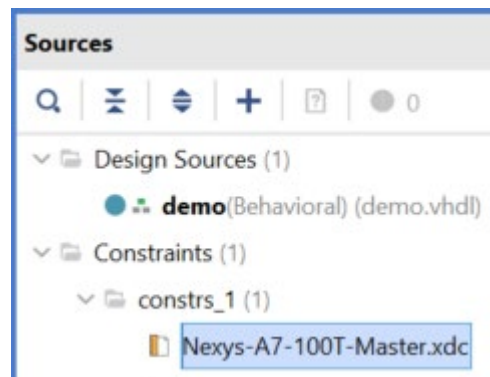 Sources
0
Design Sources (1)
demo(Behavioral) (demo.vhdl)
Constraints (1)
constrs_1 (1)
Nexys-A7-100T-Master.xdc